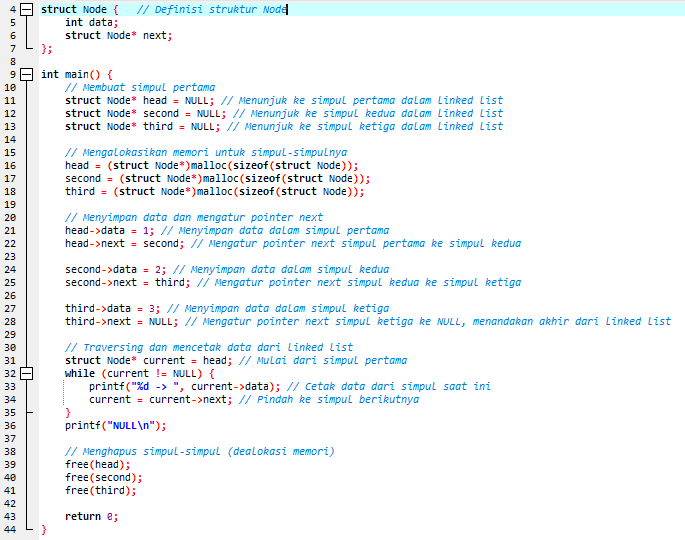 4 struct Node {   // Definisi struktur Node
5     int data;
6     struct Node* next;
7 };
8
9 int main() {
10     // Membuat simpul pertama
11     struct Node* head = NULL; // Menunjuk ke simpul pertama dalam linked list
12     struct Node* second = NULL; // Menunjuk ke simpul kedua dalam linked list
13     struct Node* third = NULL; // Menunjuk ke simpul ketiga dalam linked list
14
15     // Mengalokasikan memori untuk simpul-simpulnya
16     head = (struct Node*)malloc(sizeof(struct Node));
17     second = (struct Node*)malloc(sizeof(struct Node));
18     third = (struct Node*)malloc(sizeof(struct Node));
19
20     // Menyimpan data dan mengatur pointer next
21     head->data = 1; // Menyimpan data dalam simpul pertama
22     head->next = second; // Mengatur pointer next simpul pertama ke simpul kedua
23
24     second->data = 2; // Menyimpan data dalam simpul kedua
25     second->next = third; // Mengatur pointer next simpul kedua ke simpul ketiga
26
27     third->data = 3; // Menyimpan data dalam simpul ketiga
28     third->next = NULL; // Mengatur pointer next simpul ketiga ke NULL, menandakan akhir dari linked list
29
30     // Traversing dan mencetak data dari linked list
31     struct Node* current = head; // Mulai dari simpul pertama
32     while (current != NULL) {
33         printf("%d -> ", current->data); // Cetak data dari simpul saat ini
34         current = current->next; // Pindah ke simpul berikutnya
35     }
36     printf("NULL\n");
37
38     // Menghapus simpul-simpul (dealokasi memori)
39     free(head);
40     free(second);
41     free(third);
42
43     return 0;
44 }